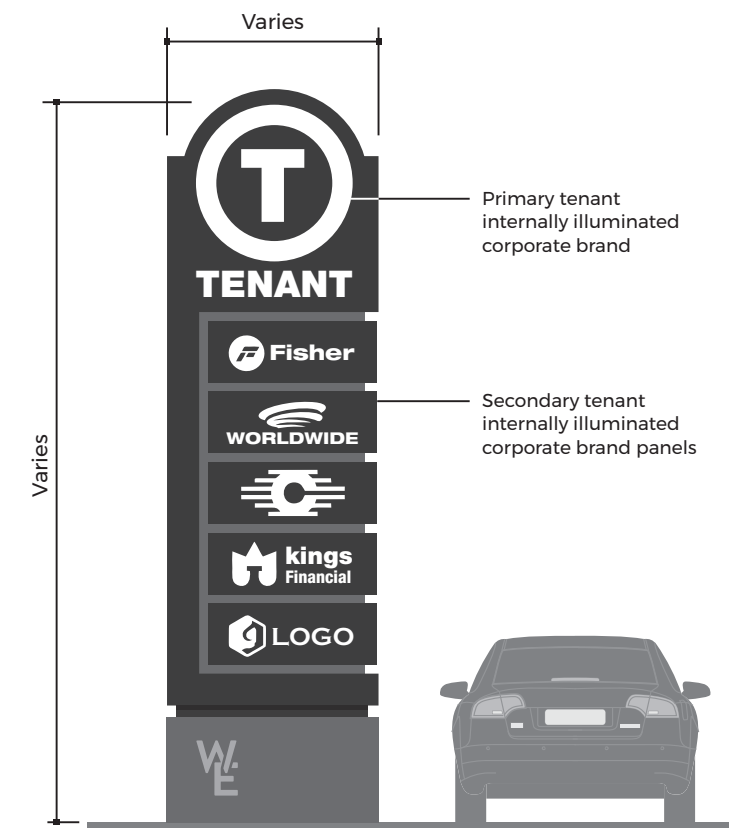 Varies
T
TENANT
Primary tenant
internally illuminated
corporate brand
F Fisher
WORLDWIDE
Secondary tenant
internally illuminated
corporate brand panels
C
kings
Financial
LOGO
Varies
WE